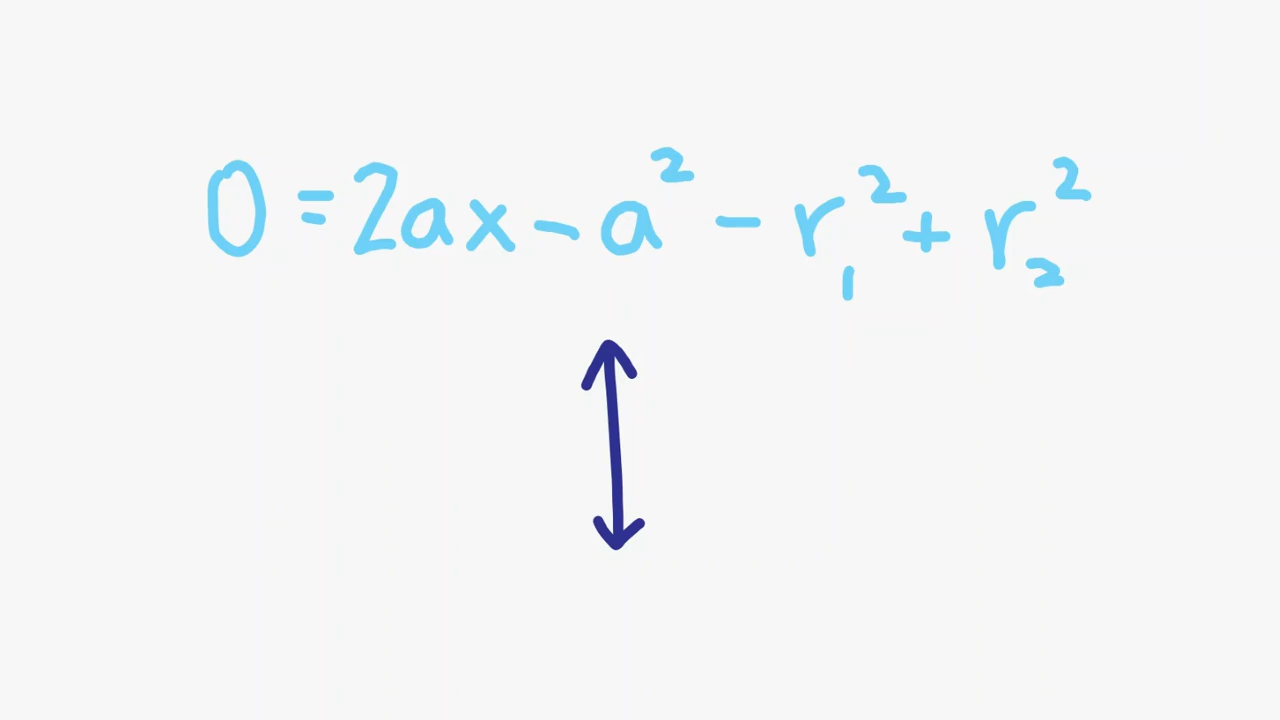 0 = 2ax - a² - r₁² + r₂²